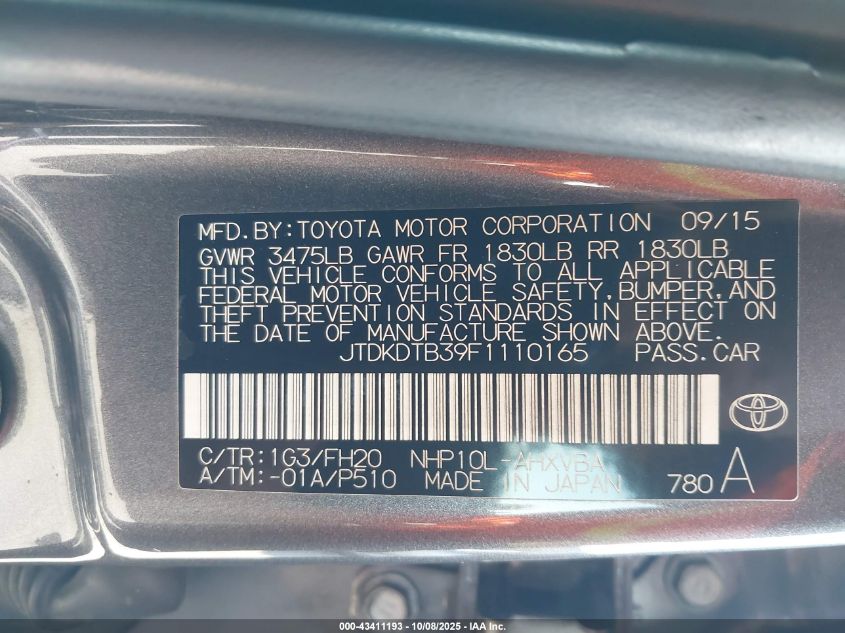 MFD.BY:TOYOTA MOTOR CORPORATION 09/15
GVWR 3475LB GAWR FR 1830LB RR 1830LB
THIS VEHICLE CONFORMS TO ALL APPLICABLE
FEDERAL MOTOR VEHICLE SAFETY,BUMPER,AND
THEFT PREVENTION STANDARDS IN EFFECT ON
THE DATE OF MANUFACTURE SHOWN ABOVE.
JTDKDTB39F1110165 PASS.CAR
C/TR:1G3/FH20 NHP10L-AHXVBA
A/TM:-01A/P510 MADE IN JAPAN 780 A
000-43411193 - 10/08/2025 - U.S. COPYRIGHT OFFICE